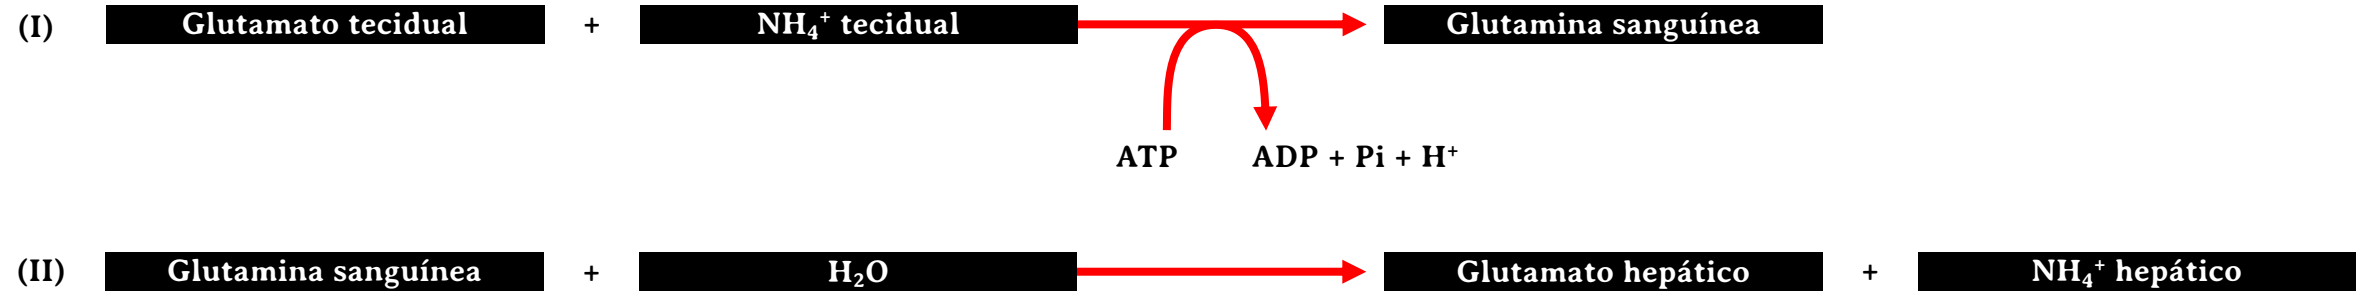 (I) Glutamato tecidual + NH₄⁺ tecidual Glutamina sanguínea
ATP ADP + Pi + H⁺
(II) Glutamina sanguínea + H₂O Glutamato hepático + NH₄⁺ hepático